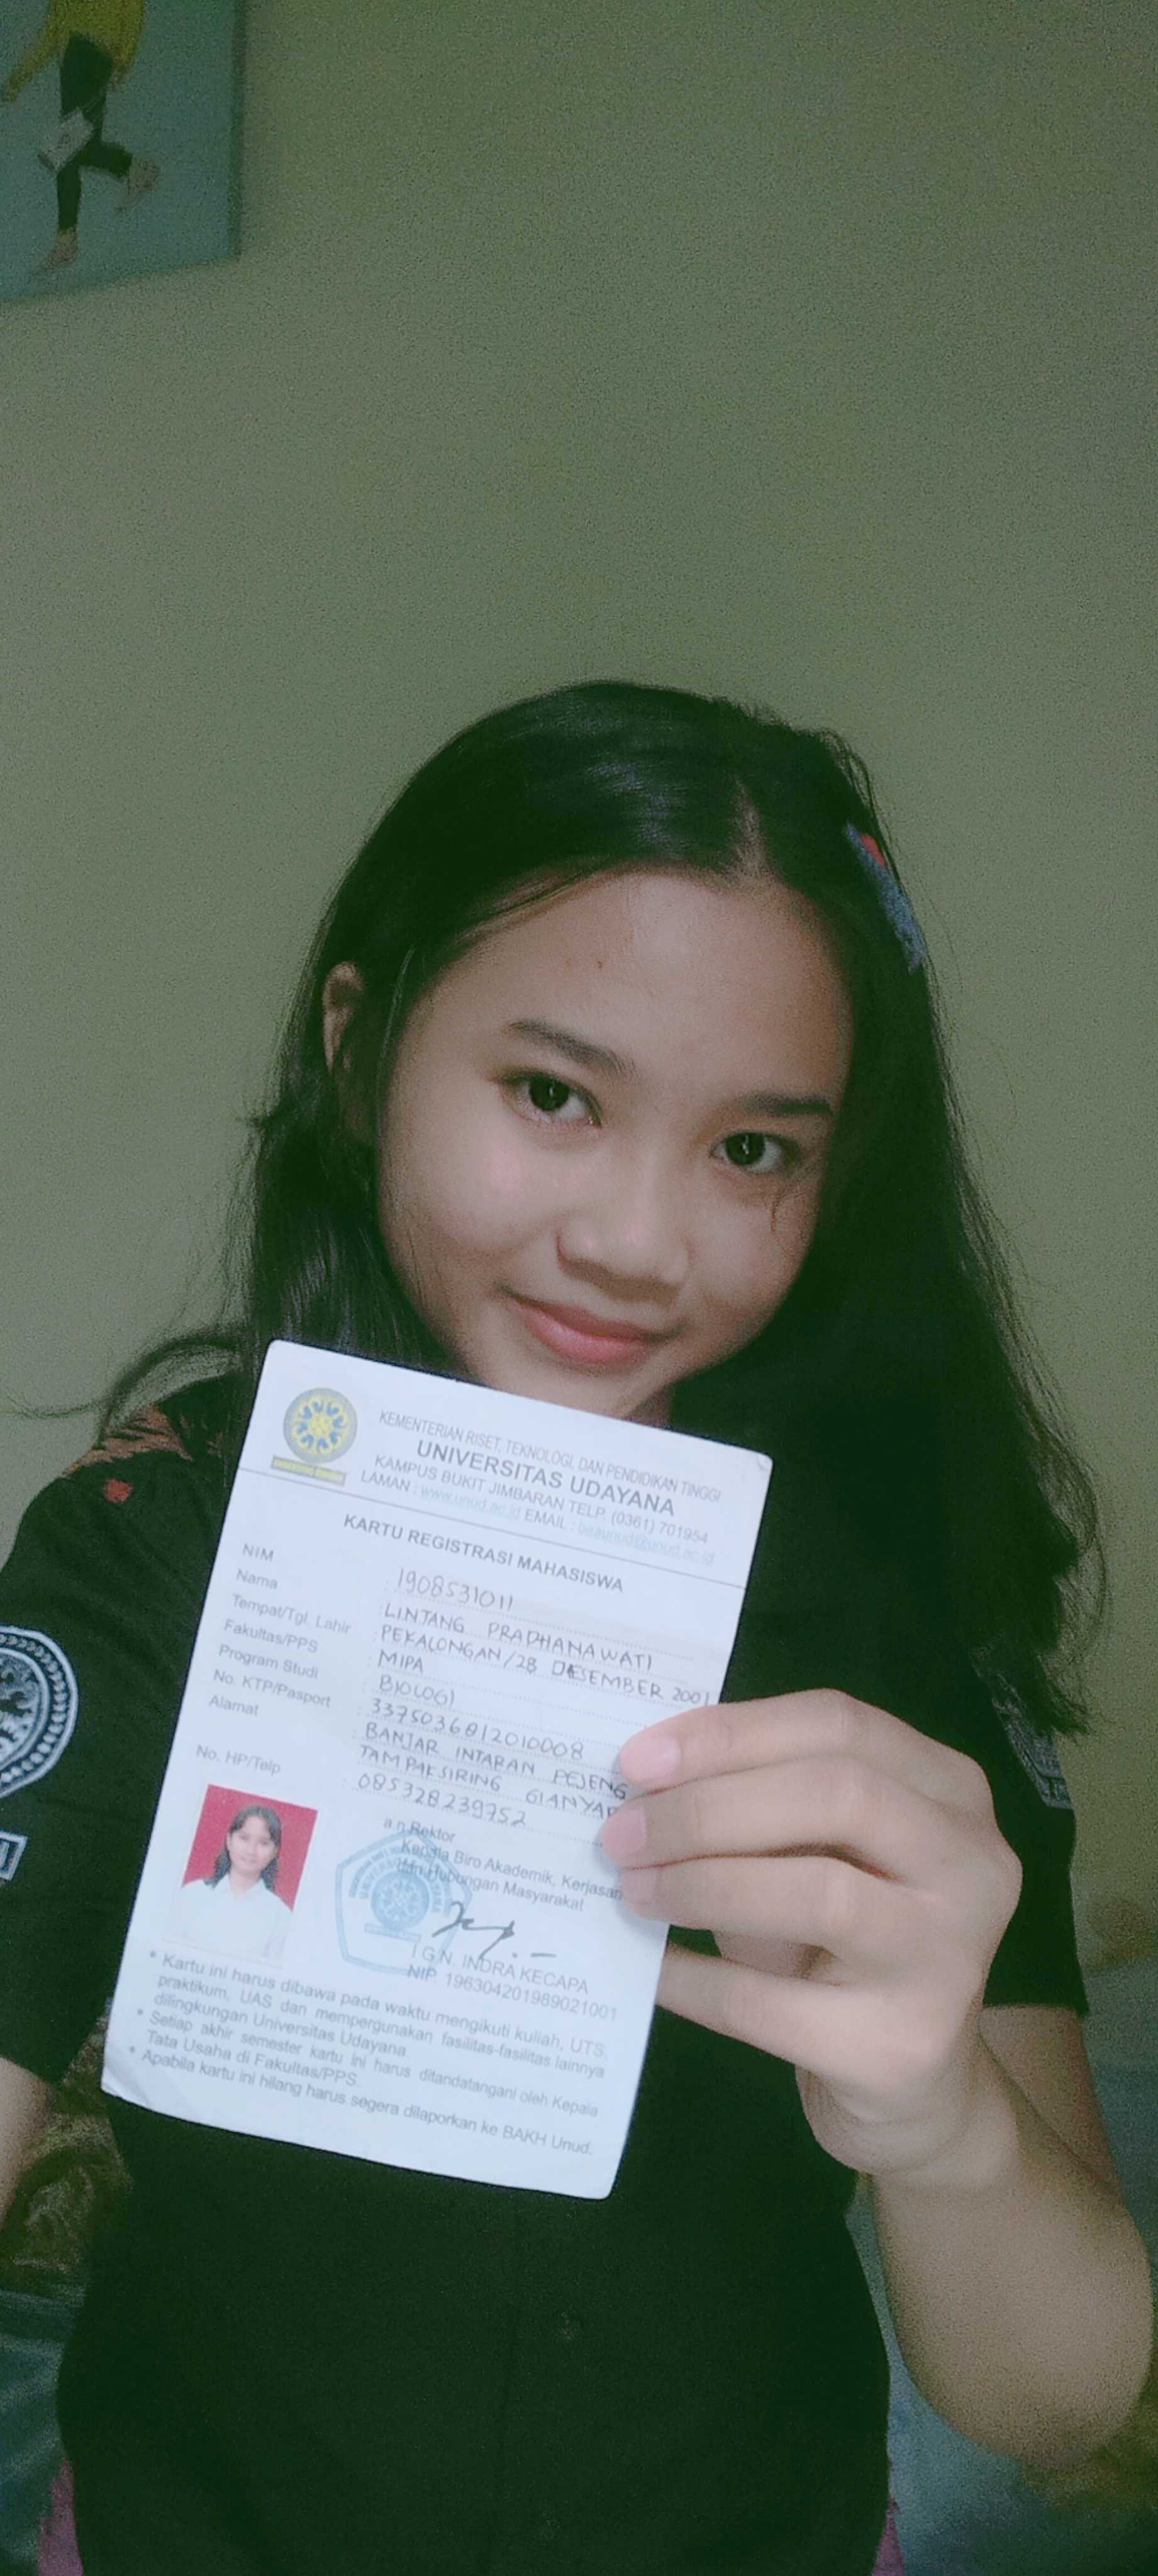 KEMENTERIAN RISET, TEKNOLOGI, DAN PENDIDIKAN TINGGI
UNIVERSITAS UDAYANA
KAMPUS BUKIT JIMBARAN TELP. (0361) 701954
LAMAN : www.unud.ac.id EMAIL :
KARTU REGISTRASI MAHASISWA
NIM : 1908531011
Nama : LINTANG PRADHANAWATI
Tempat/Tgl. Lahir : PEKALONGAN/28 DESEMBER 2001
Fakultas/PPS : MIPA
Program Studi : BIOLOGI
No. KTP/Pasport : 3375036812010008
Alamat : BANJAR INTARAN PEJENG
TAMPAKSIRING GIANYAR
No. HP/Telp : 085328239752
a.n Rektor
Kepala Biro Akademik, Kerjasan
dan Hubungan Masyarakat
I G.N. INDRA KECAPA
NIP. 196304201989021001
• Kartu ini harus dibawa pada waktu mengikuti kuliah, UTS,
praktikum, UAS dan mempergunakan fasilitas-fasilitas lainnya
dilingkungan Universitas Udayana.
• Setiap akhir semester kartu ini harus ditandatangani oleh Kepala
Tata Usaha di Fakultas/PPS.
• Apabila kartu ini hilang harus segera dilaporkan ke BAKH Unud.